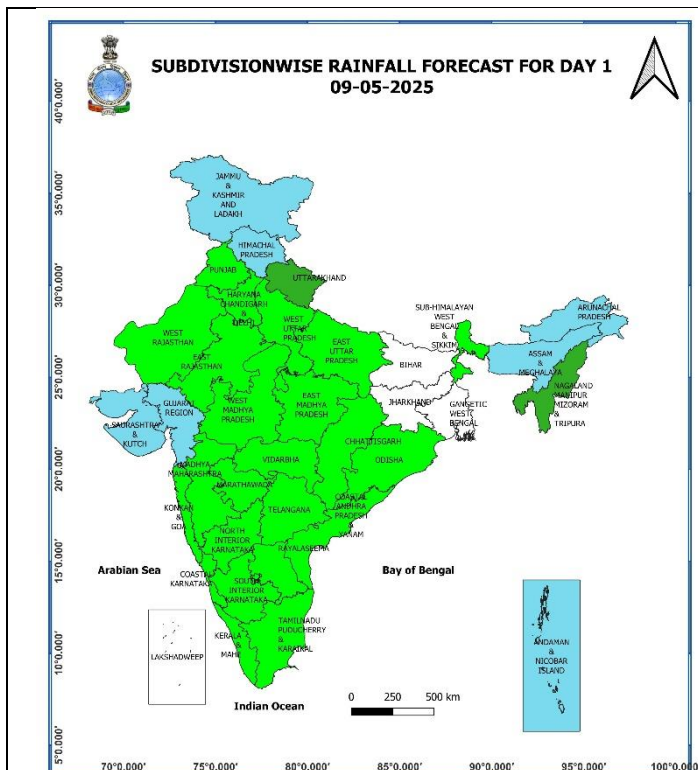 SUBDIVISIONWISE RAINFALL FORECAST FOR DAY 1
09-05-2025
40°0.000'
35°0.000'
30°0.000'
25°0.000'
20°0.000'
15°0.000'
10°0.000'
5°0.000'
JAMMU
&
KASHMIR
AND
LADAKH
HIMACHAL
PRADESH
PUNJAB
UTTARAKHAND
HARYANA
CHANDIGARH
&
DELHI
WEST
UTTAR
PRADESH
EAST
UTTAR
PRADESH
WEST
RAJASTHAN
EAST
RAJASTHAN
SUB-HIMALAYAN
WEST
BENGAL
&
SIKKIM
ARUNACHAL
PRADESH
ASSAM
&
MEGHALAYA
NAGALAND
MANIPUR
MIZORAM
&
TRIPURA
BIHAR
JHARKHAND
GANGETIC
WEST
BENGAL
GUJARAT
REGION
SAURASHTRA
&
KUTCH
WEST
MADHYA
PRADESH
EAST
MADHYA
PRADESH
CHHATTISGARH
ODISHA
VIDARBHA
MADHYA
MAHARASHTRA
MARATHAWADA
KONKAN
&
GOA
TELANGANA
COASTAL
ANDHRA
PRADESH
&
YANAM
NORTH
INTERIOR
KARNATAKA
RAYALASEEMA
COASTAL
KARNATAKA
SOUTH
INTERIOR
KARNATAKA
TAMILNADU
PUDUCHERRY
&
KARAIKAL
KERALA
&
MAHE
LAKSHADWEEP
ANDAMAN
&
NICOBAR
ISLAND
Arabian Sea
Bay of Bengal
Indian Ocean
0 250 500 km
70°0.000' 75°0.000' 80°0.000' 85°0.000' 90°0.000' 95°0.000' 100°0.000'